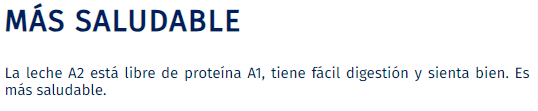 MÁS SALUDABLE
La leche A2 está libre de proteína A1, tiene fácil digestión y sienta bien. Es
más saludable.